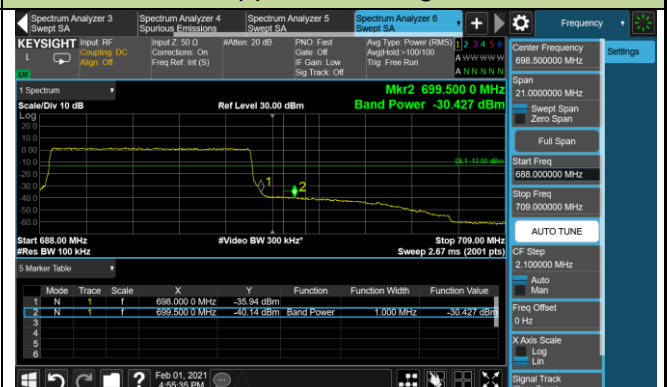 Spectrum Analyzer 3
Swept SA
Spectrum Analyzer 4
Spurious Emissions
Spectrum Analyzer 5
Swept SA
Spectrum Analyzer 6
Swept SA
Frequency
KEYSIGHT
L
Input: RF
Coupling: DC
Align: Off
Input Z: 50 Ω
Corrections: On
Freq Ref: Int (S)
#Atten: 20 dB
PNO: Fast
Gate: Off
IF Gain: Low
Sig Track: Off
Avg Type: Power (RMS)
Avg|Hold:>100/100
Trig: Free Run
1 2 3 4 5 6
A W W W W W
A N N N N N
1 Spectrum
Scale/Div 10 dB
Ref Level 30.00 dBm
Mkr2 699.500 0 MHz
Band Power -30.427 dBm
Log
20.0
10.0
0.00
-10.0
-20.0
-30.0
-40.0
-50.0
-60.0
DL1 -13.00 dBm
1
2
Start 688.00 MHz
#Res BW 100 kHz
#Video BW 300 kHz*
Stop 709.00 MHz
Sweep 2.67 ms (2001 pts)
5 Marker Table
Mode Trace Scale X Y Function Function Width Function Value
1 N 1 f 698.000 0 MHz -35.94 dBm
2 N 1 f 699.500 0 MHz -40.14 dBm Band Power 1.000 MHz -30.427 dBm
3
4
5
6
?
Feb 01, 2021
4:55:35 PM
Center Frequency
698.500000 MHz
Settings
Span
21.0000000 MHz
Swept Span
Zero Span
Full Span
Start Freq
688.000000 MHz
Stop Freq
709.000000 MHz
AUTO TUNE
CF Step
2.100000 MHz
Auto
Man
Freq Offset
0 Hz
X Axis Scale
Log
Lin
Signal Track